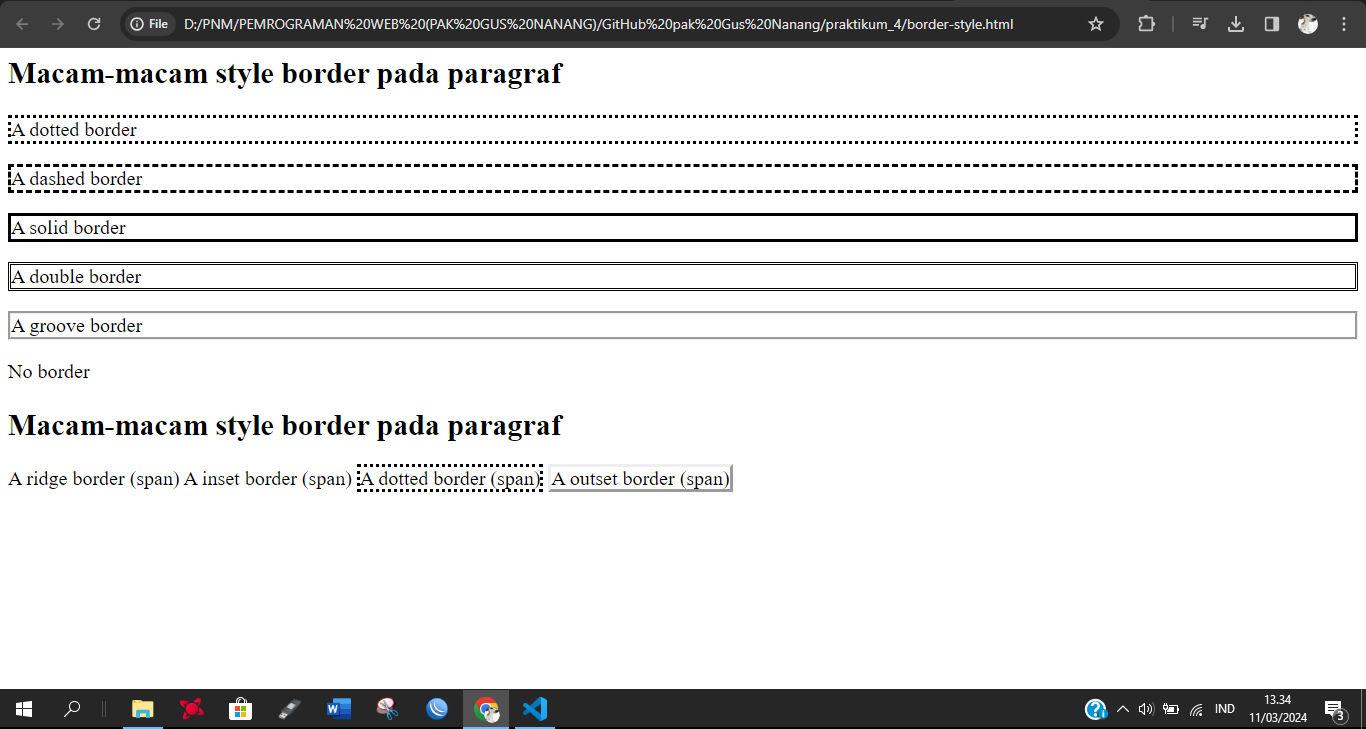 File D:/PNM/PEMROGRAMAN%20WEB%20(PAK%20GUS%20NANANG)/GitHub%20pak%20Gus%20Nanang/praktikum_4/border-style.html
Macam-macam style border pada paragraf
A dotted border
A dashed border
A solid border
A double border
A groove border
No border
Macam-macam style border pada paragraf
A ridge border (span) A inset border (span) A dotted border (span) A outset border (span)
IND
13.34
11/03/2024
3